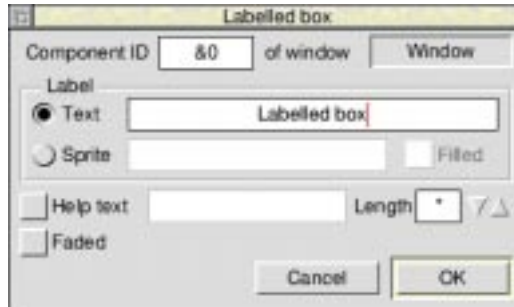 Labelled box
Component ID &0 of window Window
Label
Text Labelled box
Sprite Filled
Help text Length *
Faded
Cancel OK